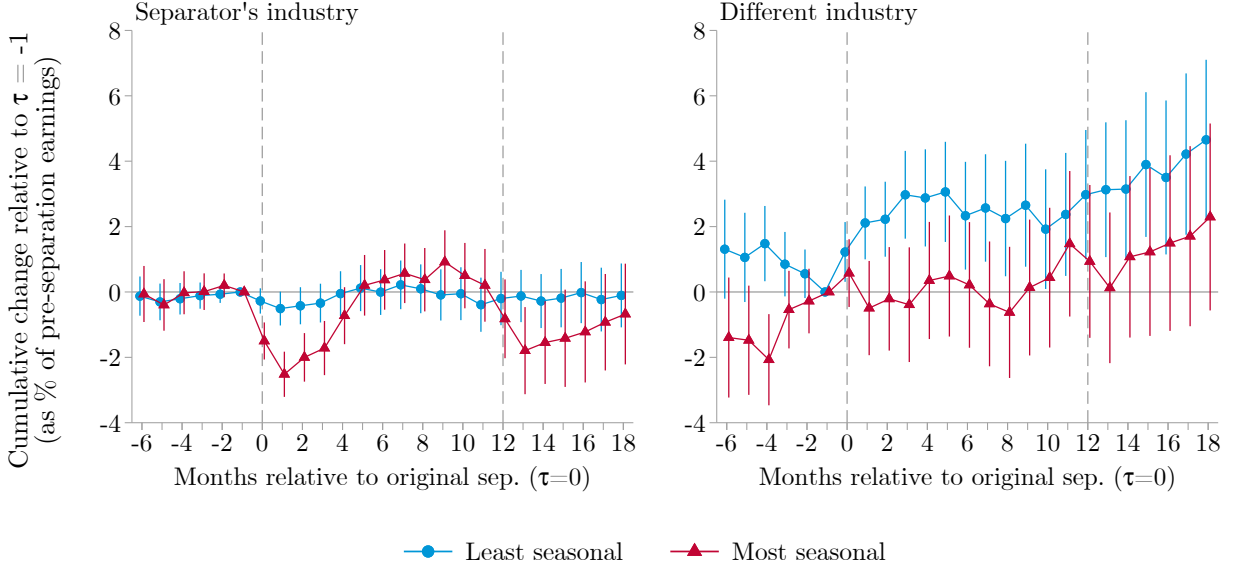 Separator's industry
Different industry
Cumulative change relative to τ = -1
(as % of pre-separation earnings)
8
6
4
2
0
-2
-4
-6 -4 -2 0 2 4 6 8 10 12 14 16 18
Months relative to original sep. (τ=0)
8
6
4
2
0
-2
-4
-6 -4 -2 0 2 4 6 8 10 12 14 16 18
Months relative to original sep. (τ=0)
Least seasonal
Most seasonal